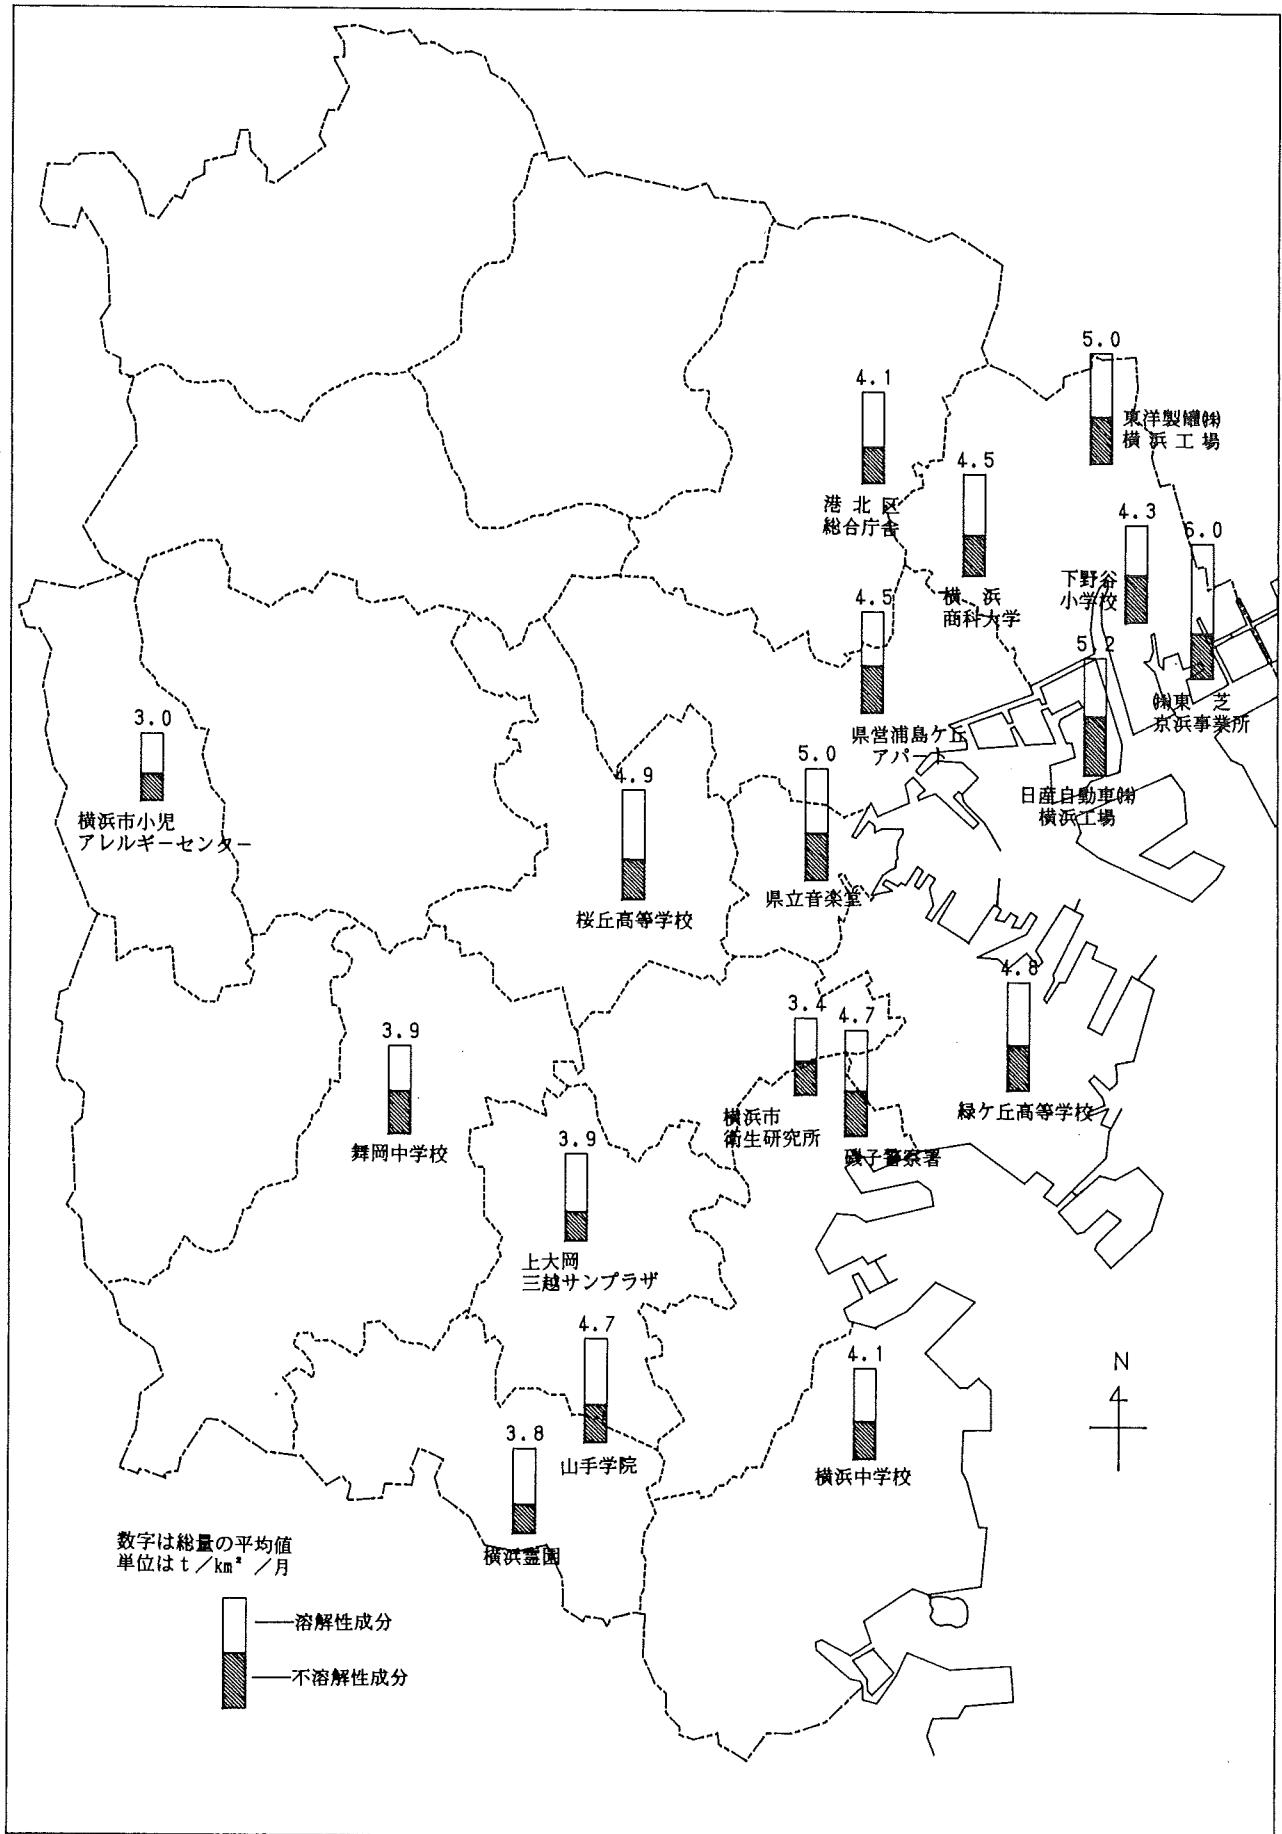 5.0
東洋製罐㈱
横浜工場
4.1
港北区
総合庁舎
4.5
横浜
商科大学
4.3
下野谷
小学校
6.0
㈱東芝
京浜事業所
4.5
県営浦島ケ丘
アパート
5.2
日産自動車㈱
横浜工場
3.0
横浜市小児
アレルギーセンター
4.9
桜丘高等学校
5.0
県立音楽堂
4.8
緑ケ丘高等学校
3.4
横浜市
衛生研究所
4.7
磯子警察署
3.9
舞岡中学校
3.9
上大岡
三越サンプラザ
4.7
山手学院
4.1
横浜中学校
N
3.8
横浜霊園
数字は総量の平均値
単位はt/km²/月
溶解性成分
不溶解性成分